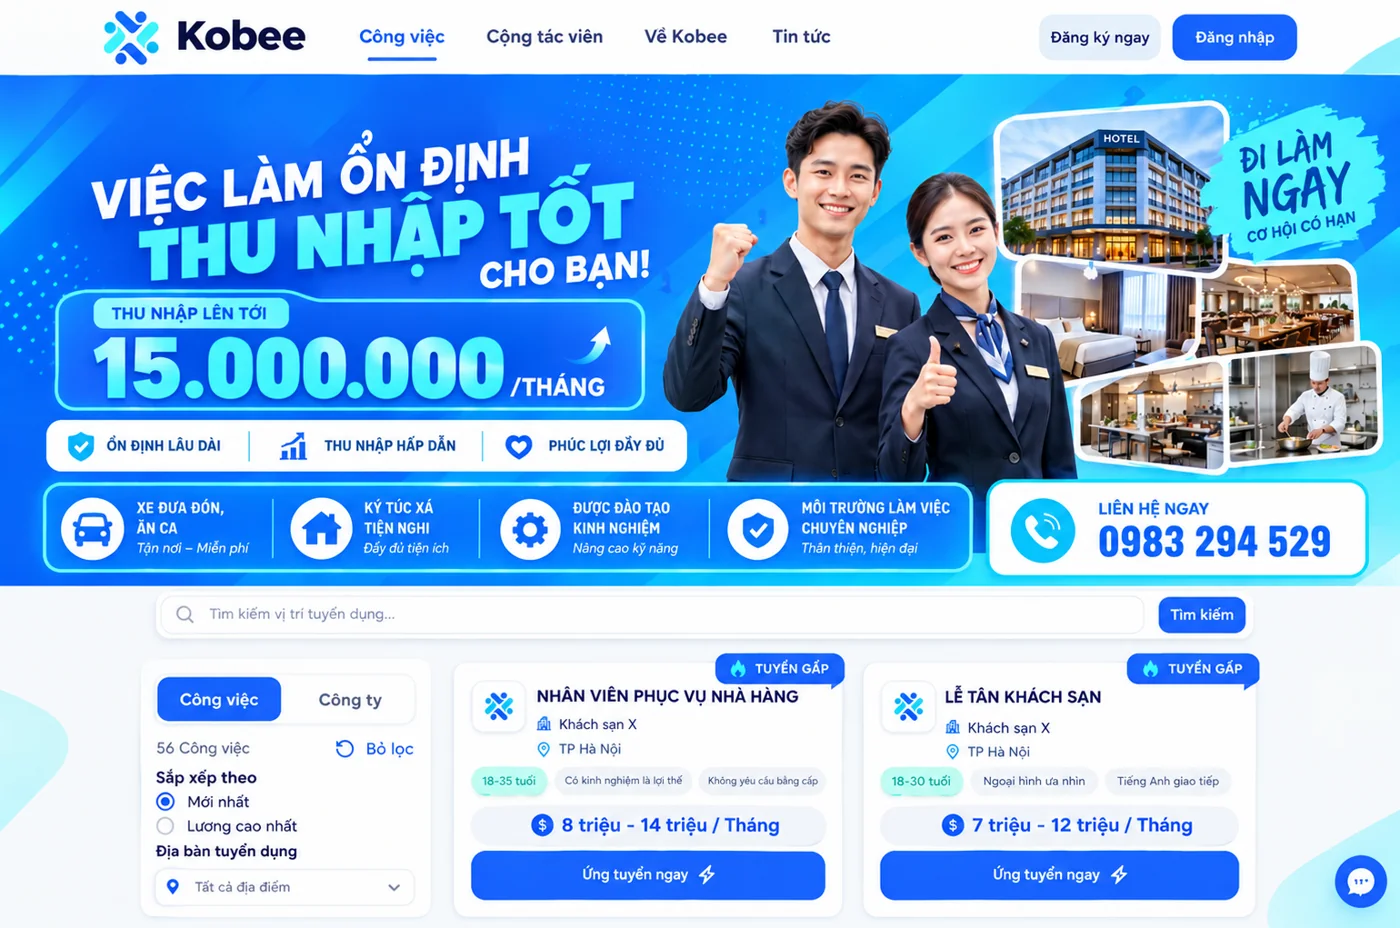 Kobee
Công việc
Cộng tác viên
Về Kobee
Tin tức
Đăng ký ngay
Đăng nhập
VIỆC LÀM ỔN ĐỊNH
THU NHẬP TỐT
CHO BẠN!
THU NHẬP LÊN TỚI
15.000.000 /THÁNG
ỔN ĐỊNH LÂU DÀI
THU NHẬP HẤP DẪN
PHÚC LỢI ĐẦY ĐỦ
HOTEL
ĐI LÀM
NGAY
CƠ HỘI CÓ HẠN
XE ĐƯA ĐÓN,
ĂN CA
Tận nơi – Miễn phí
KÝ TÚC XÁ
TIỆN NGHI
Đầy đủ tiện ích
ĐƯỢC ĐÀO TẠO
KINH NGHIỆM
Nâng cao kỹ năng
MÔI TRƯỜNG LÀM VIỆC
CHUYÊN NGHIỆP
Thân thiện, hiện đại
LIÊN HỆ NGAY
0983 294 529
Tìm kiếm vị trí tuyển dụng...
Tìm kiếm
Công việc
Công ty
56 Công việc
Bỏ lọc
Sắp xếp theo
Mới nhất
Lương cao nhất
Địa bàn tuyển dụng
Tất cả địa điểm
TUYỂN GẤP
NHÂN VIÊN PHỤC VỤ NHÀ HÀNG
Khách sạn X
TP Hà Nội
18-35 tuổi
Có kinh nghiệm là lợi thế
Không yêu cầu bằng cấp
8 triệu - 14 triệu / Tháng
Ứng tuyển ngay
TUYỂN GẤP
LỄ TÂN KHÁCH SẠN
Khách sạn X
TP Hà Nội
18-30 tuổi
Ngoại hình ưa nhìn
Tiếng Anh giao tiếp
7 triệu - 12 triệu / Tháng
Ứng tuyển ngay